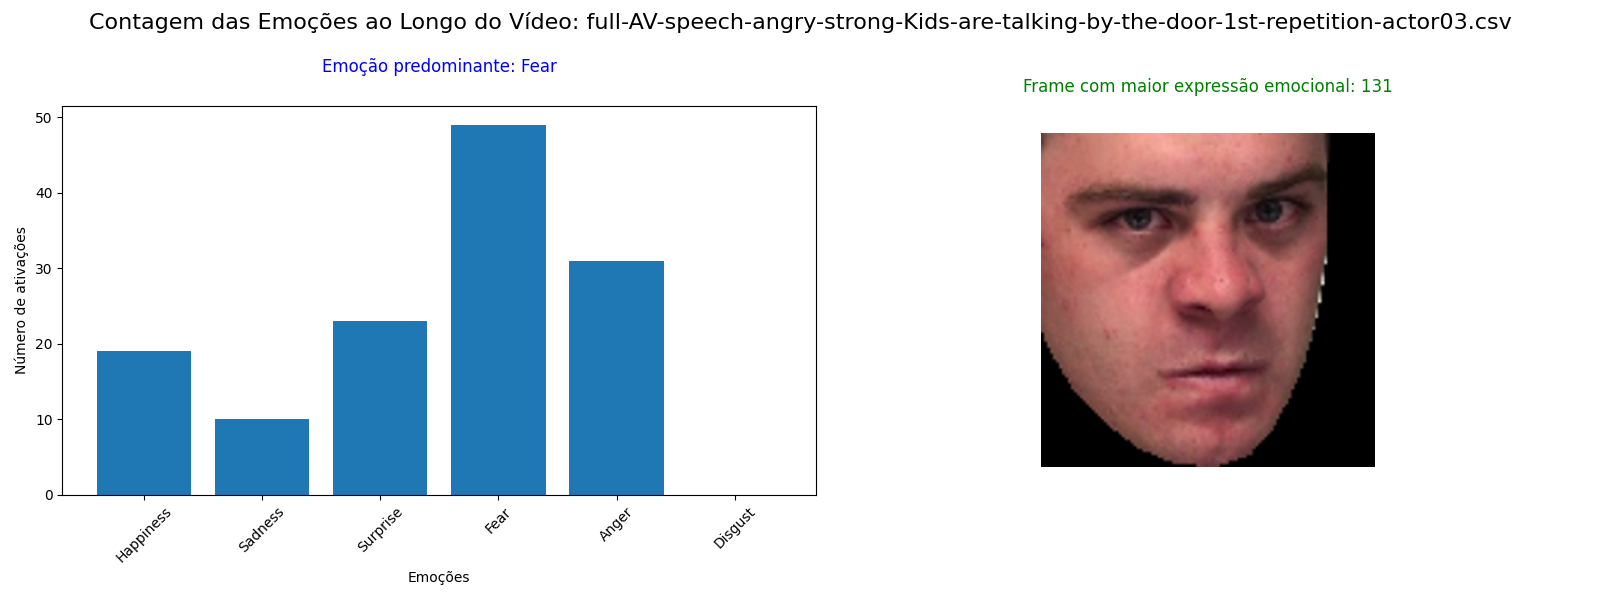 Contagem das Emoções ao Longo do Vídeo: full-AV-speech-angry-strong-Kids-are-talking-by-the-door-1st-repetition-actor03.csv
Emoção predominante: Fear
Número de ativações
50
40
30
20
10
0
Happiness
Sadness
Surprise
Fear
Anger
Disgust
Emoções
Frame com maior expressão emocional: 131